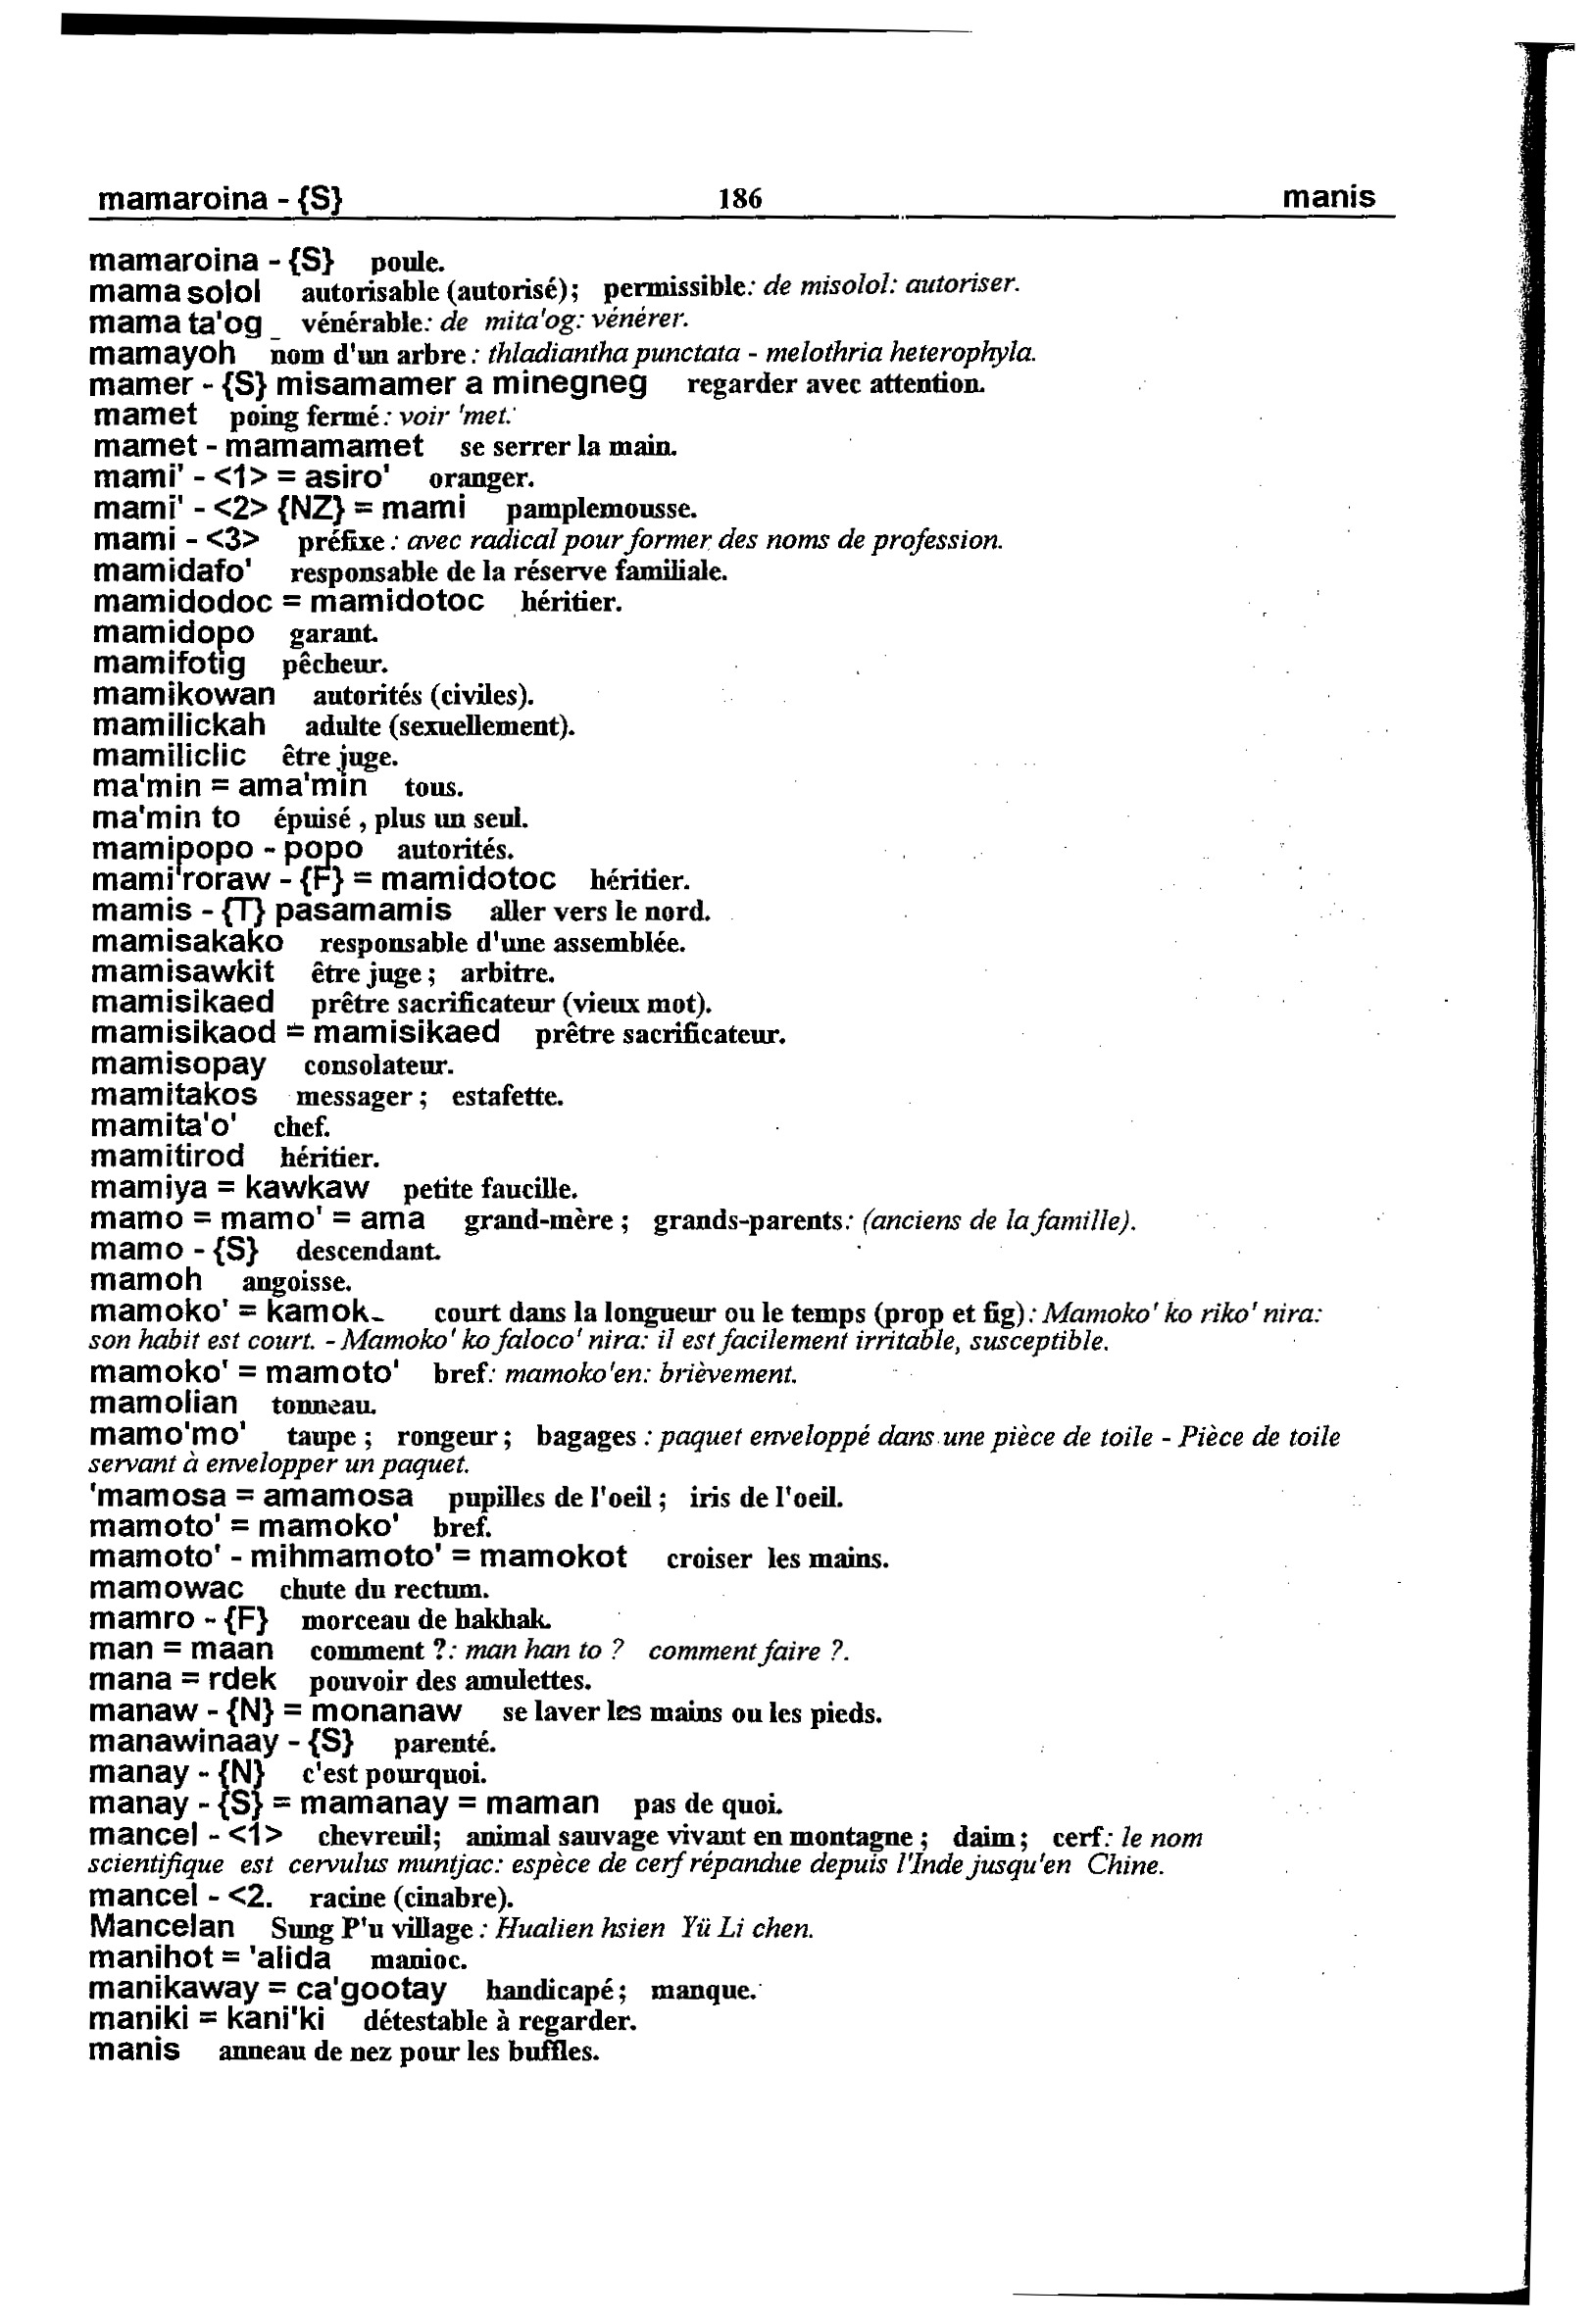 mamaroina - {S} 186 manis
mamaroina - {S} poule.
mama solol autorisable (autorisé); permissible: de misolol: autoriser.
mama ta'og _ vénérable: de mita'og: vénérer.
mamayoh nom d'un arbre : thladiantha punctata - melothria heterophyla.
mamer - {S} misamamer a minegneg regarder avec attention.
mamet poing fermé : voir 'met.
mamet - mamamamet se serrer la main.
mami' - <1> = asiro' oranger.
mami' - <2> {NZ} = mami pamplemousse.
mami - <3> préfixe : avec radical pour former des noms de profession.
mamidafo' responsable de la réserve familiale.
mamidodoc = mamidotoc héritier.
mamidopo garant.
mamifotig pêcheur.
mamikowan autorités (civiles).
mamilickah adulte (sexuellement).
mamiliclic être juge.
ma'min = ama'min tous.
ma'min to épuisé , plus un seul.
mamipopo - popo autorités.
mami'roraw - {F} = mamidotoc héritier.
mamis - {T} pasamamis aller vers le nord.
mamisakako responsable d'une assemblée.
mamisawkit être juge ; arbitre.
mamisikaed prêtre sacrificateur (vieux mot).
mamisikaod = mamisikaed prêtre sacrificateur.
mamisopay consolateur.
mamitakos messager ; estafette.
mamita'o' chef.
mamitirod héritier.
mamiya = kawkaw petite faucille.
mamo = mamo' = ama grand-mère ; grands-parents: (anciens de la famille).
mamo - {S} descendant.
mamoh angoisse.
mamoko' = kamok_ court dans la longueur ou le temps (prop et fig) : Mamoko' ko riko' nira:
son habit est court. - Mamoko' ko faloco' nira: il est facilement irritable, susceptible.
mamoko' = mamoto' bref: mamoko'en: brièvement.
mamolian tonneau.
mamo'mo' taupe ; rongeur ; bagages : paquet enveloppé dans une pièce de toile - Pièce de toile
servant à envelopper un paquet.
'mamosa = amamosa pupilles de l'oeil ; iris de l'oeil.
mamoto' = mamoko' bref.
mamoto' - mihmamoto' = mamokot croiser les mains.
mamowac chute du rectum.
mamro - {F} morceau de hakhak.
man = maan comment ?: man han to ? comment faire ?.
mana = rdek pouvoir des amulettes.
manaw - {N} = monanaw se laver les mains ou les pieds.
manawinaay - {S} parenté.
manay - {N} c'est pourquoi.
manay - {S} = mamanay = maman pas de quoi.
mancel - <1> chevreuil; animal sauvage vivant en montagne ; daim ; cerf: le nom
scientifique est cervulus muntjac: espèce de cerf répandue depuis l'Inde jusqu'en Chine.
mancel - <2. racine (cinabre).
Mancelan Sung P'u village : Hualien hsien Yü Li chen.
manihot = 'alida manioc.
manikaway = ca'gootay handicapé ; manque.
maniki = kani'ki détestable à regarder.
manis anneau de nez pour les buffles.